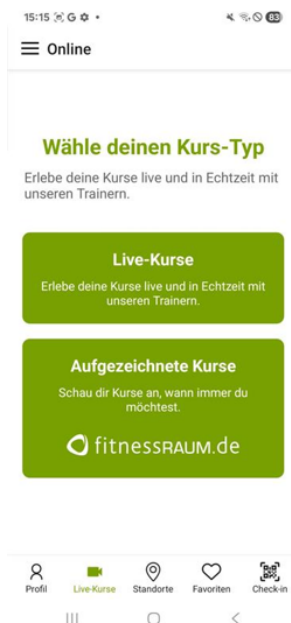 15:15
Online
Wähle deinen Kurs-Typ
Erlebe deine Kurse live und in Echtzeit mit
unseren Trainern.
Live-Kurse
Erlebe deine Kurse live und in Echtzeit mit
unseren Trainern.
Aufgezeichnete Kurse
Schau dir Kurse an, wann immer du
möchtest.
fitnessRAUM.de
Profil Live-Kurse Standorte Favoriten Check-in